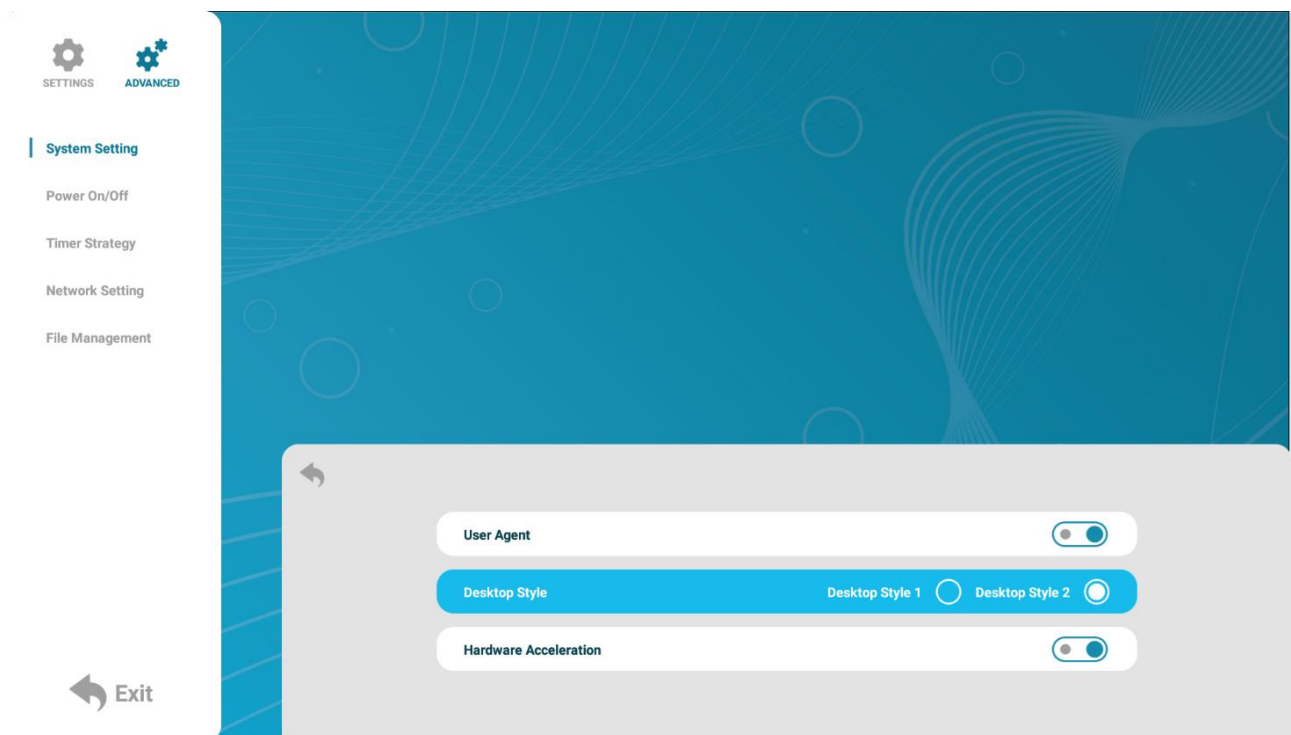 SETTINGS ADVANCED
System Setting
Power On/Off
Timer Strategy
Network Setting
File Management
User Agent
Desktop Style Desktop Style 1 Desktop Style 2
Hardware Acceleration
Exit